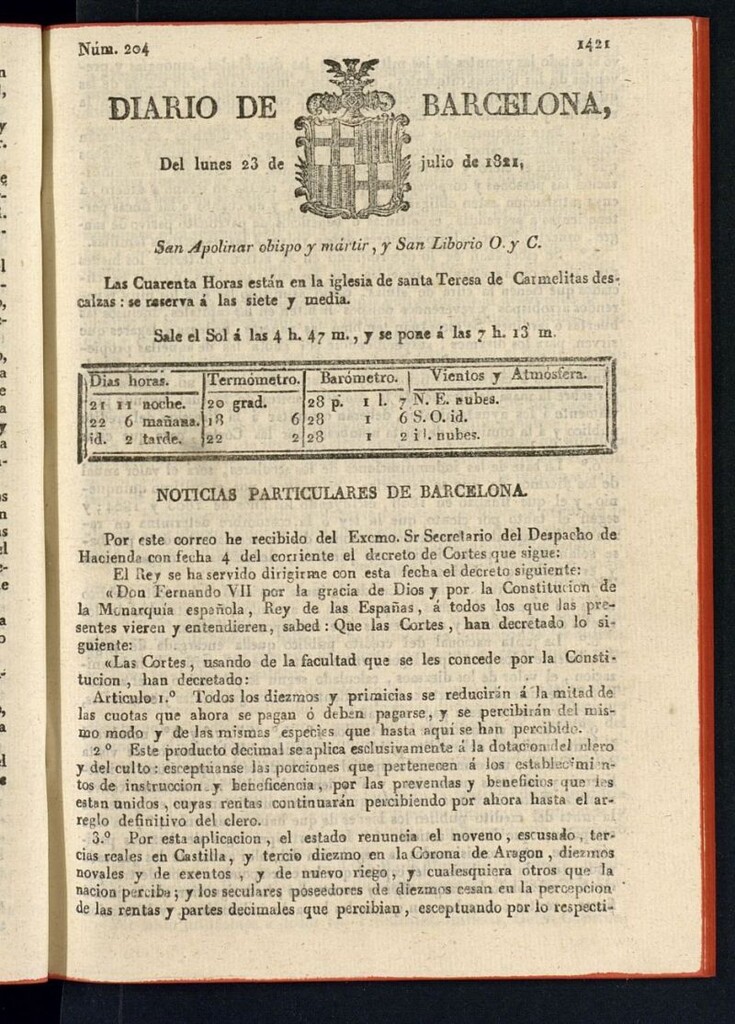 Núm. 204 1421
DIARIO DE BARCELONA,
Del lunes 23 de julio de 1821,
San Apolinar obispo y mártir, y San Liborio O. y C.
Las Cuarenta Horas están en la iglesia de santa Teresa de Carmelitas des-
calzas: se reserva á las siete y media.
Sale el Sol á las 4 h. 47 m., y se pone á las 7 h. 13 m.
Dias horas. Termómetro. Barómetro. Vientos y Atmósfera.
21 11 noche. 20 grad. 28 p. 1 l. 7 N. E. nubes.
22 6 mañana. 18 6 28 1 6 S. O. id.
id. 2 tarde. 22 2 28 1 2 id. nubes.
NOTICIAS PARTICULARES DE BARCELONA.
Por este correo he recibido del Excmo. Sr Secretario del Despacho de
Hacienda con fecha 4 del corriente el decreto de Cortes que sigue:
El Rey se ha servido dirigirme con esta fecha el decreto siguiente:
«Don Fernando VII por la gracia de Dios y por la Constitucion de
la Monarquía española, Rey de las Españas, á todos los que las pre-
sentes vieren y entendieren, sabed: Que las Cortes, han decretado lo si-
guiente:
«Las Cortes, usando de la facultad que se les concede por la Consti-
tucion, han decretado:
Articulo 1.º Todos los diezmos y primicias se reducirán á la mitad de
las cuotas que ahora se pagan ó deban pagarse, y se percibirán del mis-
mo modo y de las mismas especies que hasta aquí se han percibido.
2º Este producto decimal se aplica esclusivamente á la dotacion del clero
y del culto: esceptúanse las porciones que pertenecen á los establecimien-
tos de instruccion y beneficencia, por las prevendas y beneficios que les
estan unidos, cuyas rentas continuarán percibiendo por ahora hasta el ar-
reglo definitivo del clero.
3.º Por esta aplicacion, el estado renuncia el noveno, escusado, ter-
cias reales en Castilla, y tercio diezmo en la Corona de Aragon, diezmos
novales y de exentos, y de nuevo riego, y cualesquiera otros que la
nacion perciba; y los seculares poseedores de diezmos cesan en la percepcion
de las rentas y partes decimales que percibian, esceptuando por lo respecti-